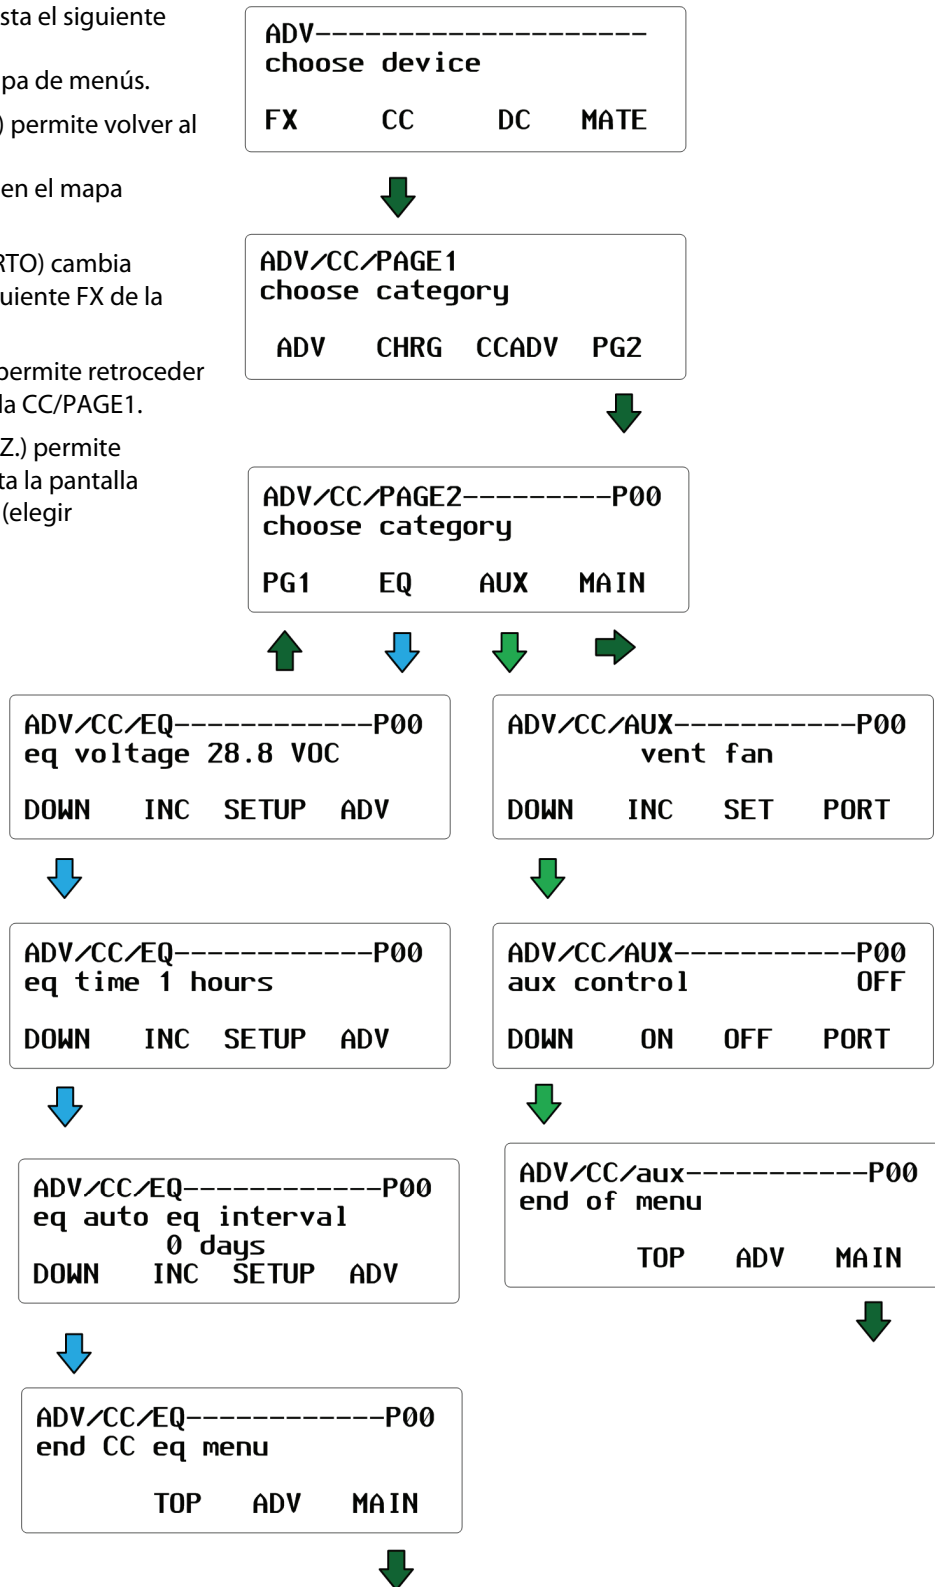 sta el siguiente
pa de menús.
) permite volver al
en el mapa
RTO) cambia
uiente FX de la
permite retroceder
la CC/PAGE1.
Z.) permite
ta la pantalla
(elegir
ADV--------------------
choose device
FX CC DC MATE
ADV/CC/PAGE1
choose category
ADV CHRG CCADV PG2
ADV/CC/PAGE2---------P00
choose category
PG1 EQ AUX MAIN
ADV/CC/EQ------------P00
eq voltage 28.8 VOC
DOWN INC SETUP ADV
ADV/CC/EQ------------P00
eq time 1 hours
DOWN INC SETUP ADV
ADV/CC/EQ------------P00
eq auto eq interval
0 days
DOWN INC SETUP ADV
ADV/CC/EQ------------P00
end CC eq menu
TOP ADV MAIN
ADV/CC/AUX-----------P00
vent fan
DOWN INC SET PORT
ADV/CC/AUX-----------P00
aux control OFF
DOWN ON OFF PORT
ADV/CC/aux-----------P00
end of menu
TOP ADV MAIN